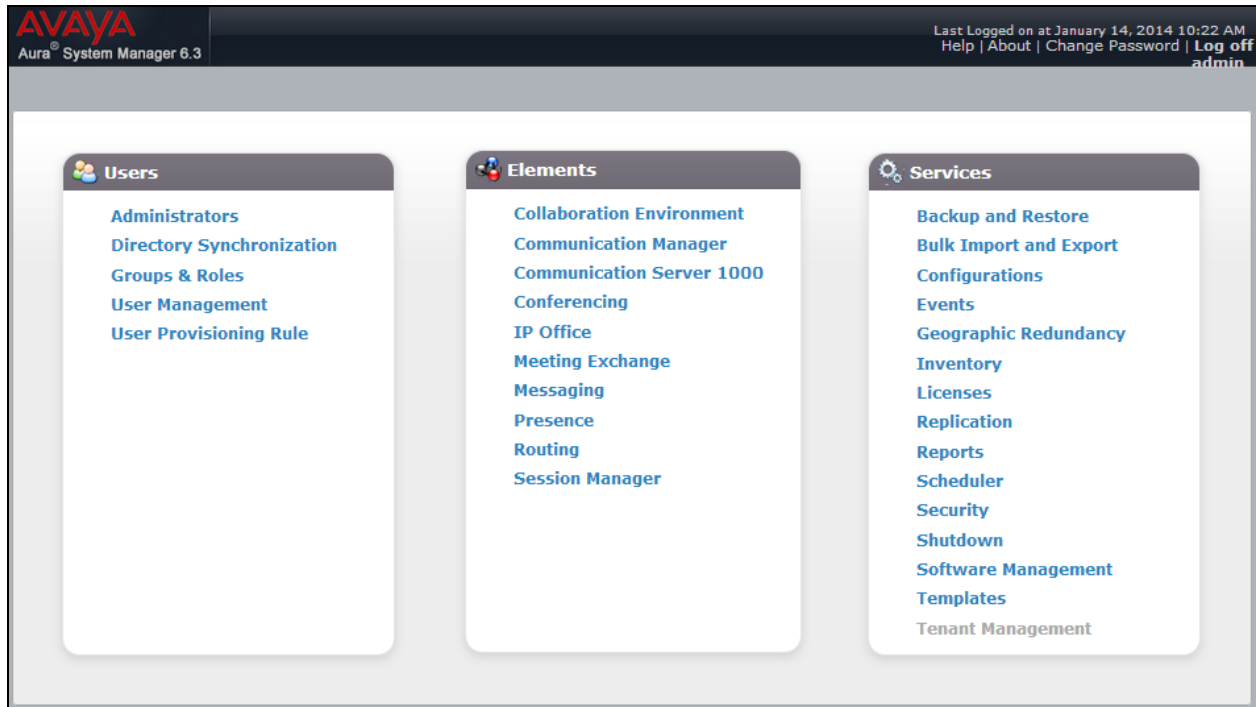 AVAYA
Aura® System Manager 6.3
Last Logged on at January 14, 2014 10:22 AM
Help | About | Change Password | Log off
admin
Users
Administrators
Directory Synchronization
Groups & Roles
User Management
User Provisioning Rule
Elements
Collaboration Environment
Communication Manager
Communication Server 1000
Conferencing
IP Office
Meeting Exchange
Messaging
Presence
Routing
Session Manager
Services
Backup and Restore
Bulk Import and Export
Configurations
Events
Geographic Redundancy
Inventory
Licenses
Replication
Reports
Scheduler
Security
Shutdown
Software Management
Templates
Tenant Management